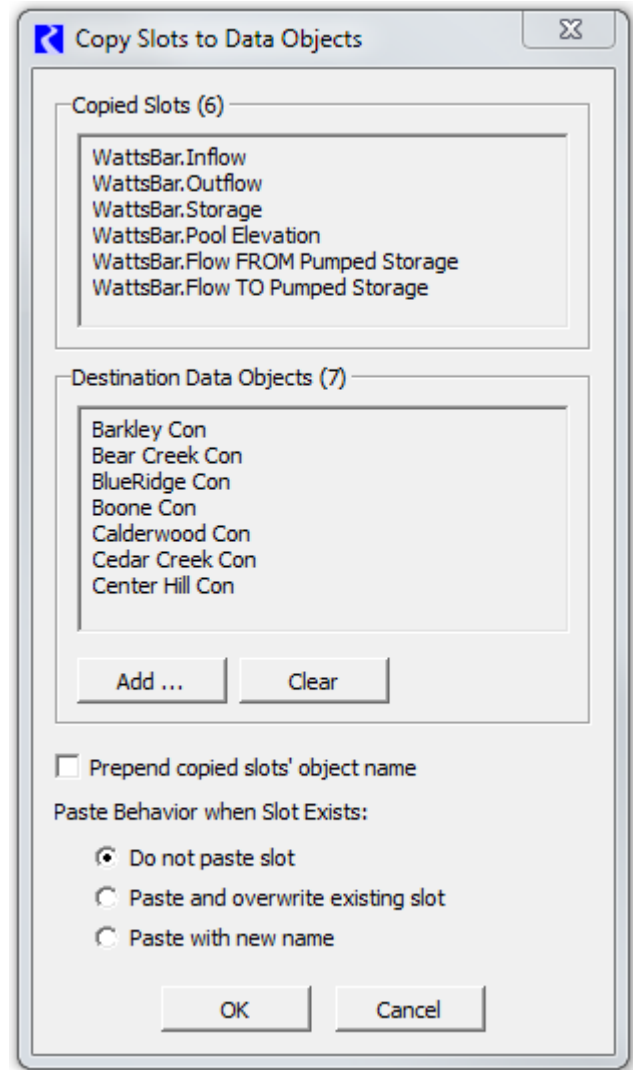 Copy Slots to Data Objects
Copied Slots (6)
WattsBar.Inflow
WattsBar.Outflow
WattsBar.Storage
WattsBar.Pool Elevation
WattsBar.Flow FROM Pumped Storage
WattsBar.Flow TO Pumped Storage
Destination Data Objects (7)
Barkley Con
Bear Creek Con
BlueRidge Con
Boone Con
Calderwood Con
Cedar Creek Con
Center Hill Con
Add ... Clear
Prepend copied slots' object name
Paste Behavior when Slot Exists:
Do not paste slot
Paste and overwrite existing slot
Paste with new name
OK Cancel